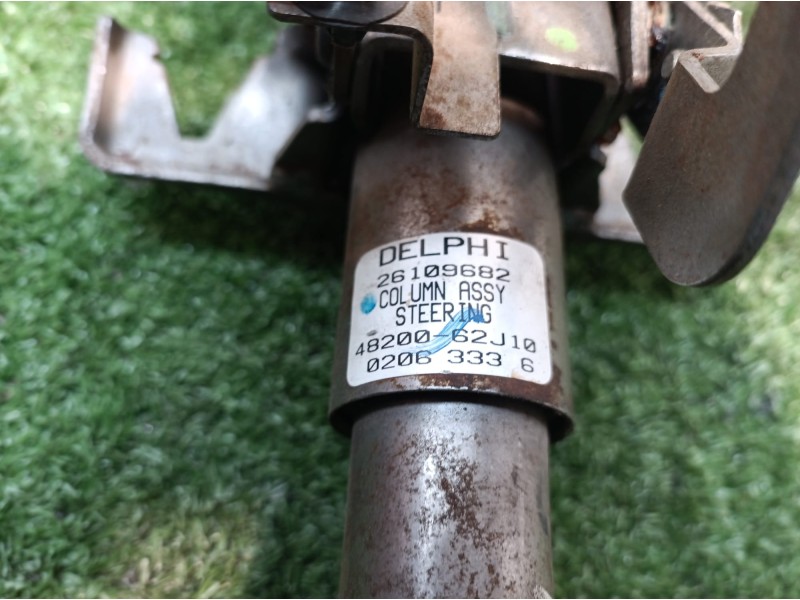 DELPHI
26109682
COLUMN ASSY
STEERING
48200-62J10
0206 333 6